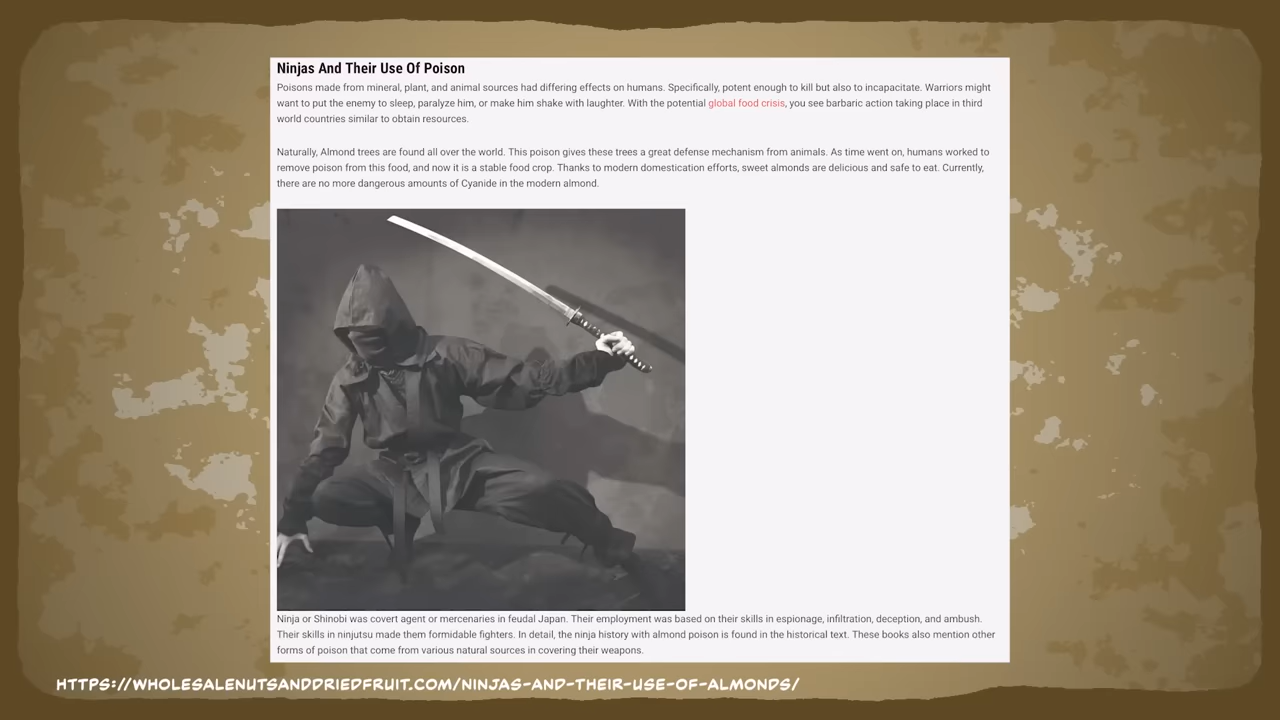 Ninjas And Their Use Of Poison
Poisons made from mineral, plant, and animal sources had differing effects on humans. Specifically, potent enough to kill but also to incapacitate. Warriors might
want to put the enemy to sleep, paralyze him, or make him shake with laughter. With the potential global food crisis, you see barbaric action taking place in third
world countries similar to obtain resources.
Naturally, Almond trees are found all over the world. This poison gives these trees a great defense mechanism from animals. As time went on, humans worked to
remove poison from this food, and now it is a stable food crop. Thanks to modern domestication efforts, sweet almonds are delicious and safe to eat. Currently,
there are no more dangerous amounts of Cyanide in the modern almond.
Ninja or Shinobi was covert agent or mercenaries in feudal Japan. Their employment was based on their skills in espionage, infiltration, deception, and ambush.
Their skills in ninjutsu made them formidable fighters. In detail, the ninja history with almond poison is found in the historical text. These books also mention other
forms of poison that come from various natural sources in covering their weapons.
HTTPS://WHOLESALENUTSANDDRIEDFRUIT.COM/NINJAS-AND-THEIR-USE-OF-ALMONDS/